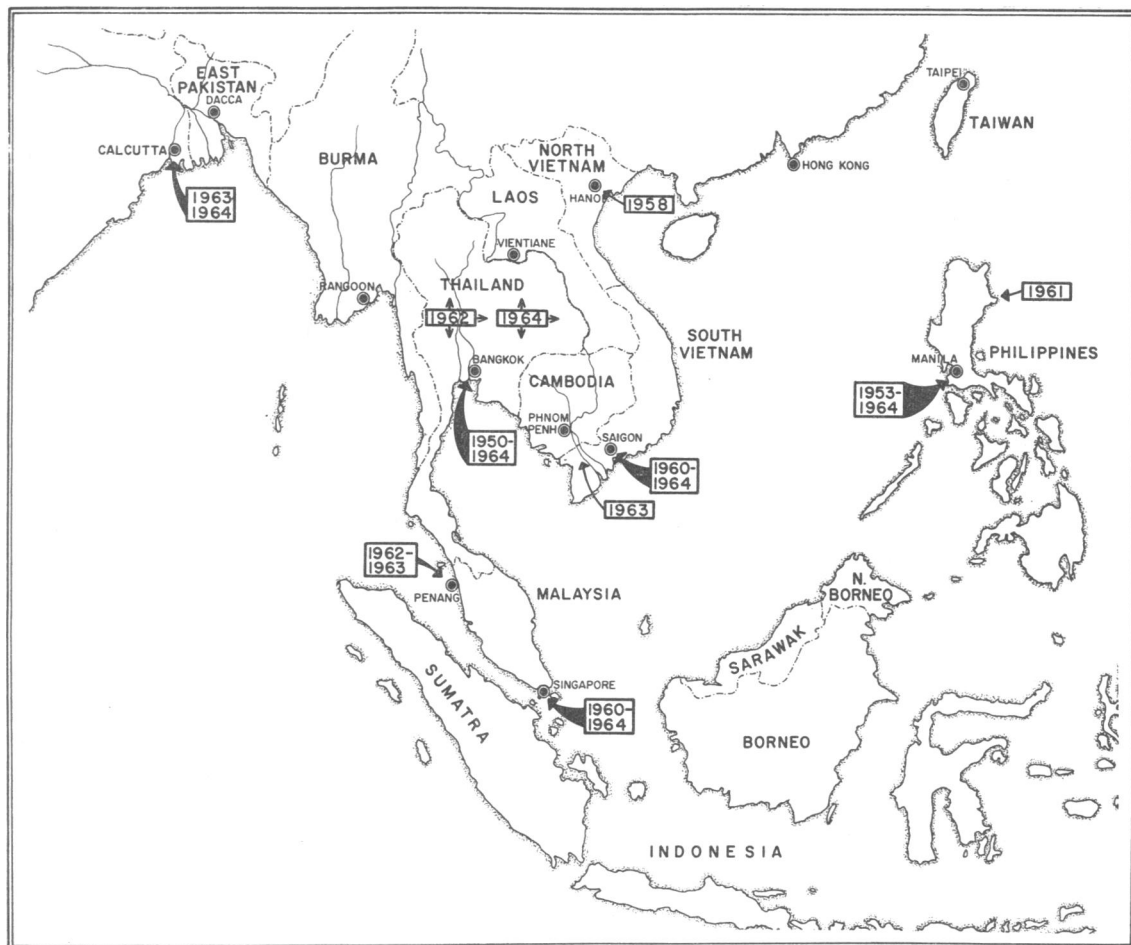 TAIPEI
EAST
PAKISTAN
DACCA
TAIWAN
CALCUTTA
BURMA
NORTH
VIETNAM
HONG KONG
LAOS
HANOI
1963-
1964
1958
VIENTIANE
THAILAND
RANGOON
1962
1964
1961
SOUTH
VIETNAM
MANILA
PHILIPPINES
BANGKOK
CAMBODIA
1953-
1964
PHNOM
PENH
SAIGON
1950-
1964
1960-
1964
1963
1962-
1963
PENANG
MALAYSIA
N.
BORNEO
SARAWAK
SUMATRA
SINGAPORE
1960-
1964
BORNEO
INDONESIA